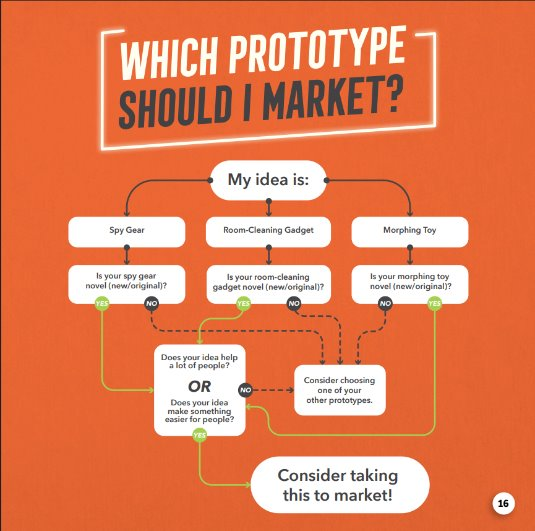 WHICH PROTOTYPE
SHOULD I MARKET?
My idea is:
Spy Gear
Room-Cleaning Gadget
Morphing Toy
Is your spy gear
novel (new/original)?
Is your room-cleaning
gadget novel (new/original)?
Is your morphing toy
novel (new/original)?
YES
NO
YES
NO
NO
YES
Does your idea help
a lot of people?
OR
Does your idea
make something
easier for people?
NO
Consider choosing
one of your
other prototypes.
YES
Consider taking
this to market!
16